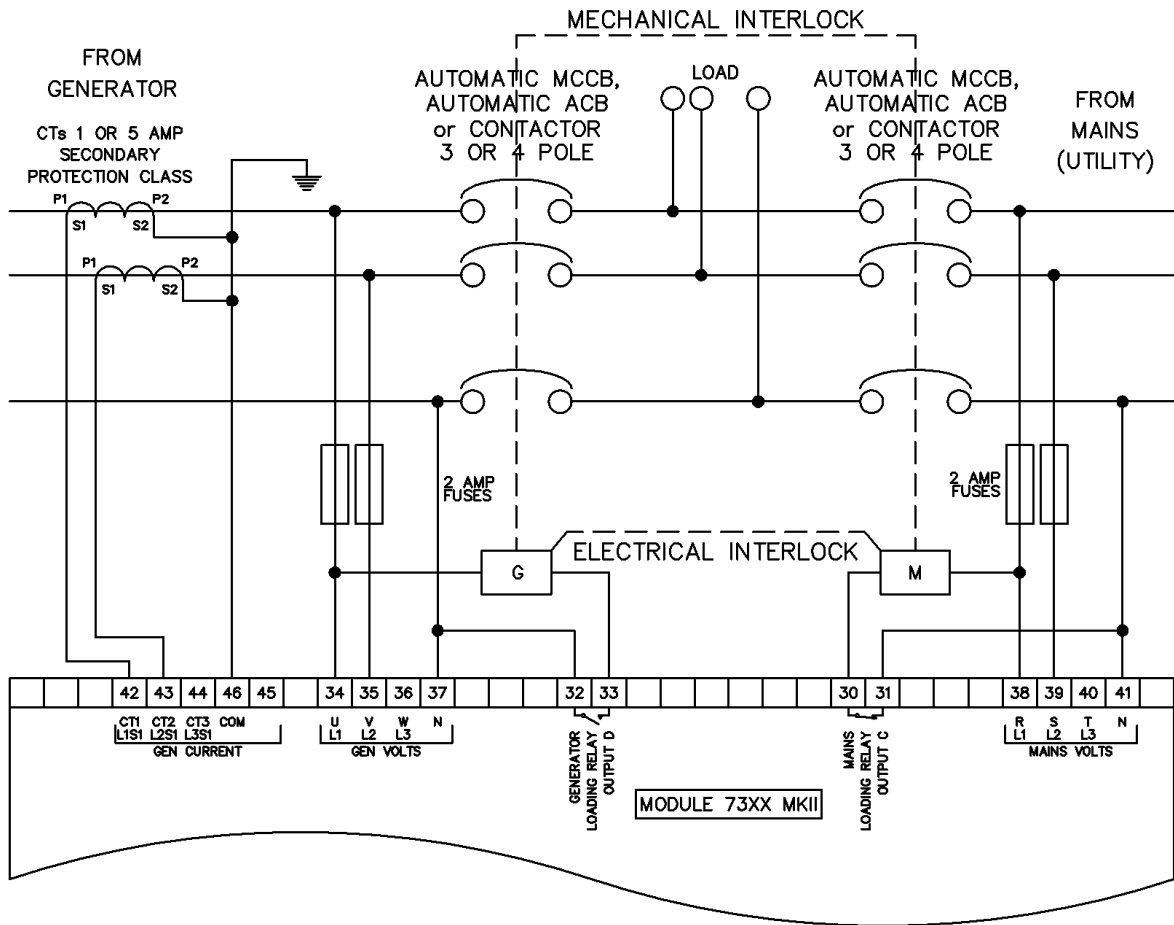 MECHANICAL INTERLOCK
FROM
GENERATOR
CTs 1 OR 5 AMP
SECONDARY
PROTECTION CLASS
AUTOMATIC MCCB,
AUTOMATIC ACB
or CONTACTOR
3 OR 4 POLE
LOAD
AUTOMATIC MCCB,
AUTOMATIC ACB
or CONTACTOR
3 OR 4 POLE
FROM
MAINS
(UTILITY)
P1 P2
S1 S2
P1 P2
S1 S2
2 AMP
FUSES
2 AMP
FUSES
ELECTRICAL INTERLOCK
G
M
42 43 44 46 45 34 35 36 37 32 33 30 31 38 39 40 41
CT1 CT2 CT3 COM
L1S1 L2S1 L3S1
GEN CURRENT
U V W N
L1 L2 L3
GEN VOLTS
GENERATOR
LOADING RELAY
OUTPUT D
MAINS
LOADING RELAY
OUTPUT C
R S T N
L1 L2 L3
MAINS VOLTS
MODULE 73XX MKII